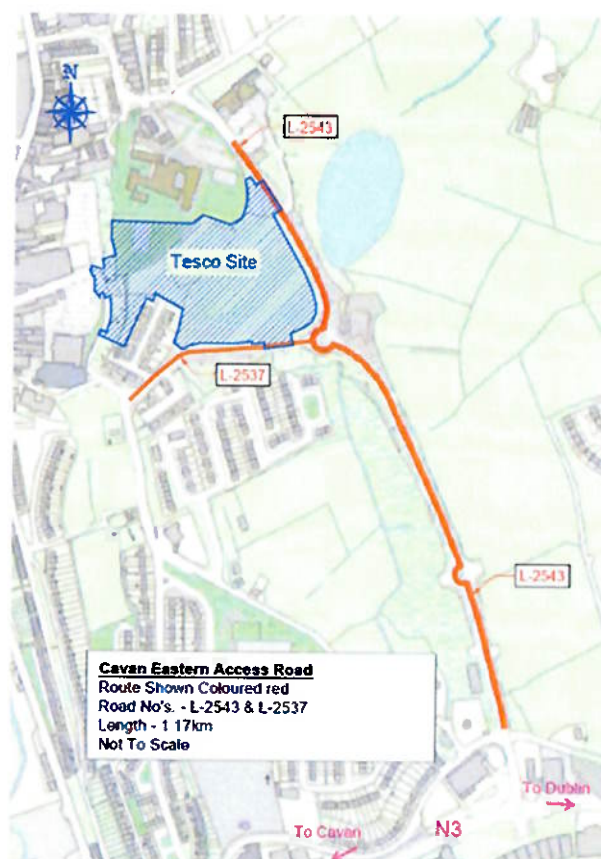 N
L-2543
Tesco Site
L-2537
L-2543
Cavan Eastern Access Road
Route Shown Coloured red
Road No's. - L-2543 & L-2537
Length - 1 17km
Not To Scale
To Dublin
To Cavan
N3